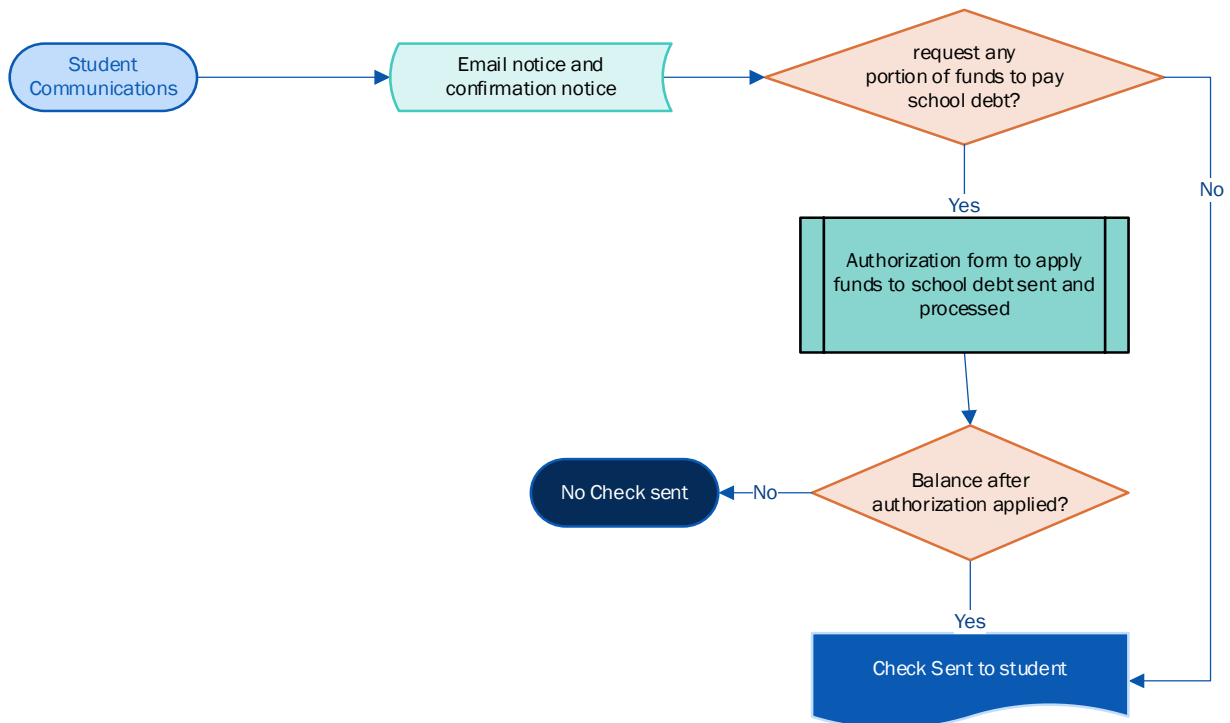 Student
Communications
Email notice and
confirmation notice
request any
portion of funds to pay
school debt?
No
Yes
Authorization form to apply
funds to school debt sent and
processed
Balance after
authorization applied?
No
No Check sent
Yes
Check Sent to student